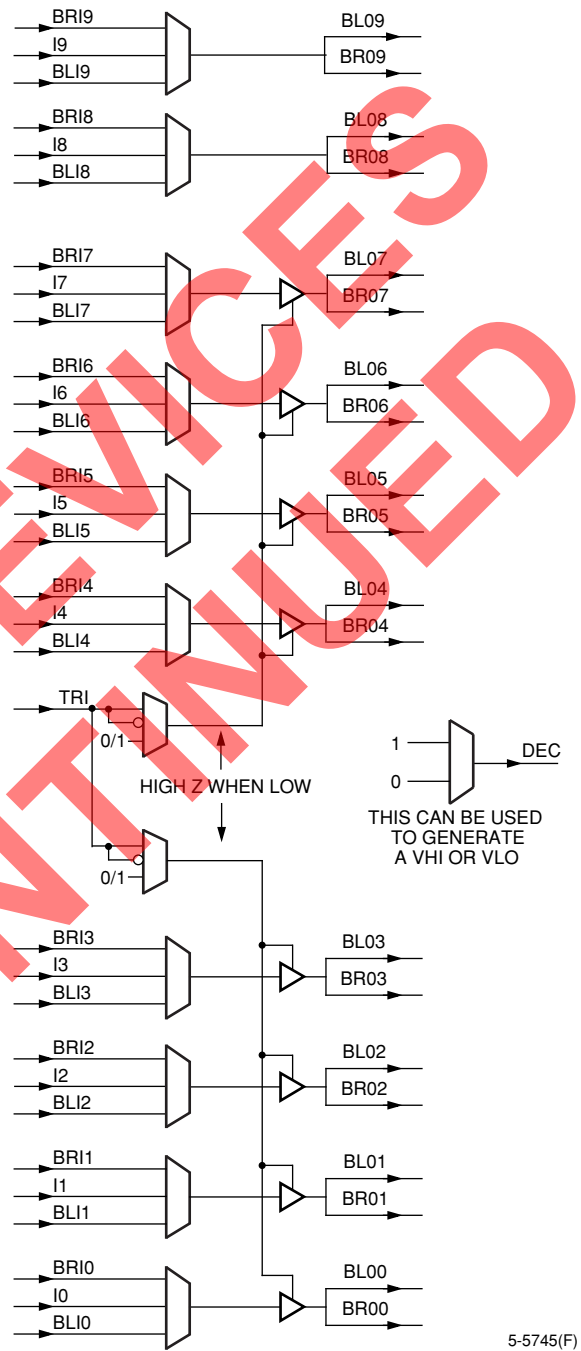 BRI9
BL09
I9
BR09
BLI9
BRI8
BL08
I8
BR08
BLI8
BRI7
BL07
I7
BR07
BLI7
BRI6
BL06
I6
BR06
BLI6
BRI5
BL05
I5
BR05
BLI5
BRI4
BL04
I4
BR04
BLI4
TRI
0/1
HIGH Z WHEN LOW
1
0
DEC
THIS CAN BE USED
TO GENERATE
A VHI OR VLO
0/1
BRI3
BL03
I3
BR03
BLI3
BRI2
BL02
I2
BR02
BLI2
BRI1
BL01
I1
BR01
BLI1
BRI0
BL00
I0
BR00
BLI0
5-5745(F)
EVICES
NTINUED